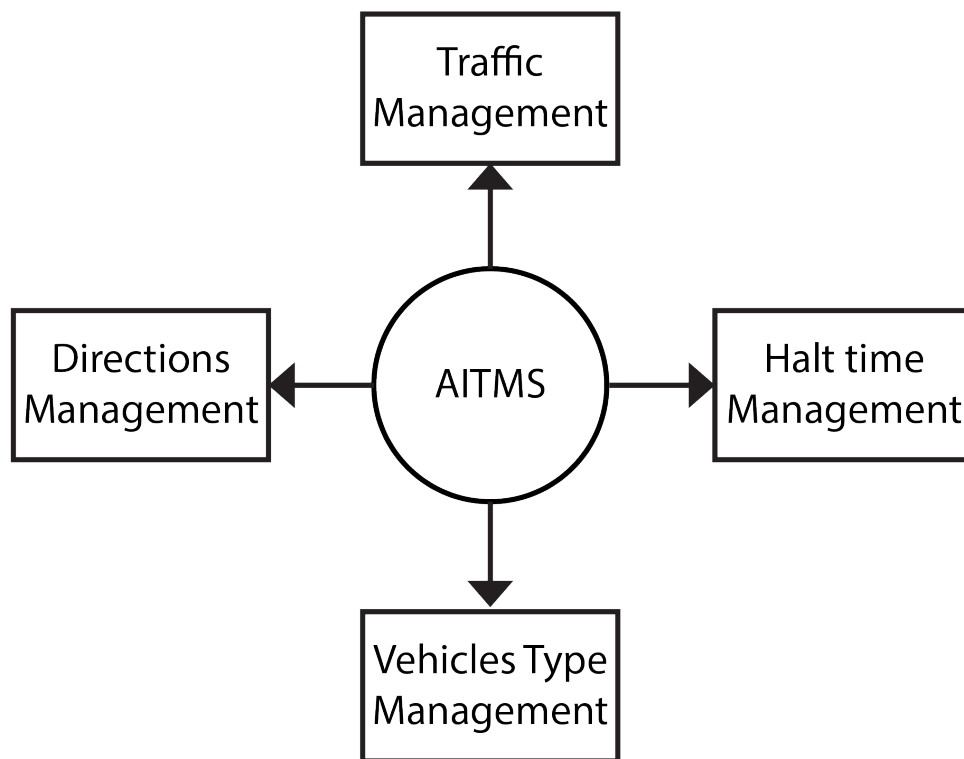 Traffic
Management
Directions
Management
AITMS
Halt time
Management
Vehicles Type
Management